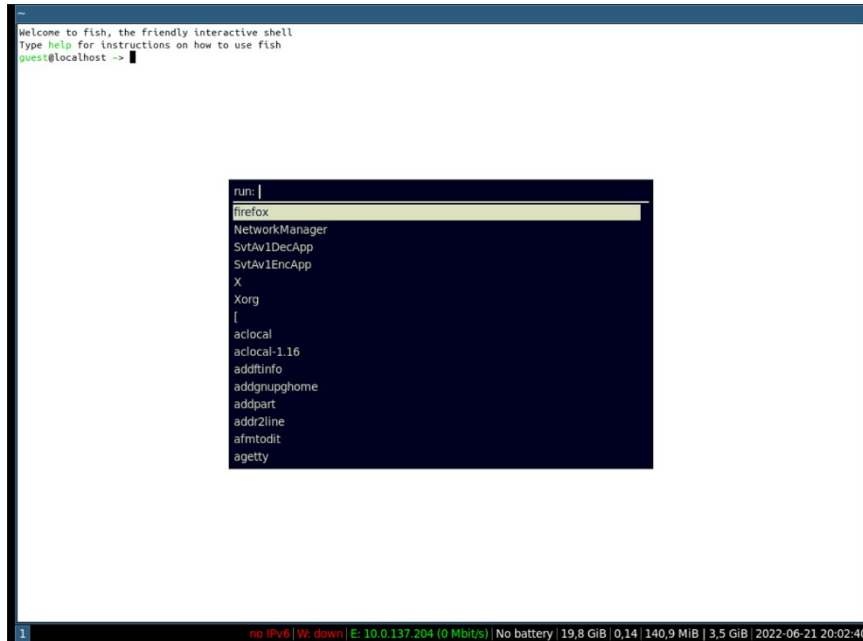 ~
Welcome to fish, the friendly interactive shell
Type help for instructions on how to use fish
guest@localhost ~>
run:
firefox
NetworkManager
SvtAv1DecApp
SvtAv1EncApp
X
Xorg
[
aclocal
aclocal-1.16
addftinfo
addgnupghome
addpart
addr2line
afmtodit
agetty
1 no IPv6 | W: down | E: 10.0.137.204 (0 Mbit/s) | No battery | 19,8 GiB | 0,14 | 140,9 MiB | 3,5 GiB | 2022-06-21